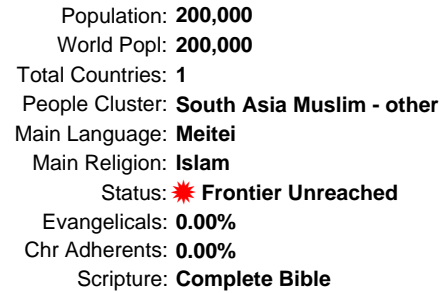 Population: 200,000
World Popl: 200,000
Total Countries: 1
People Cluster: South Asia Muslim - other
Main Language: Meitei
Main Religion: Islam
Status: Frontier Unreached
Evangelicals: 0.00%
Chr Adherents: 0.00%
Scripture: Complete Bible